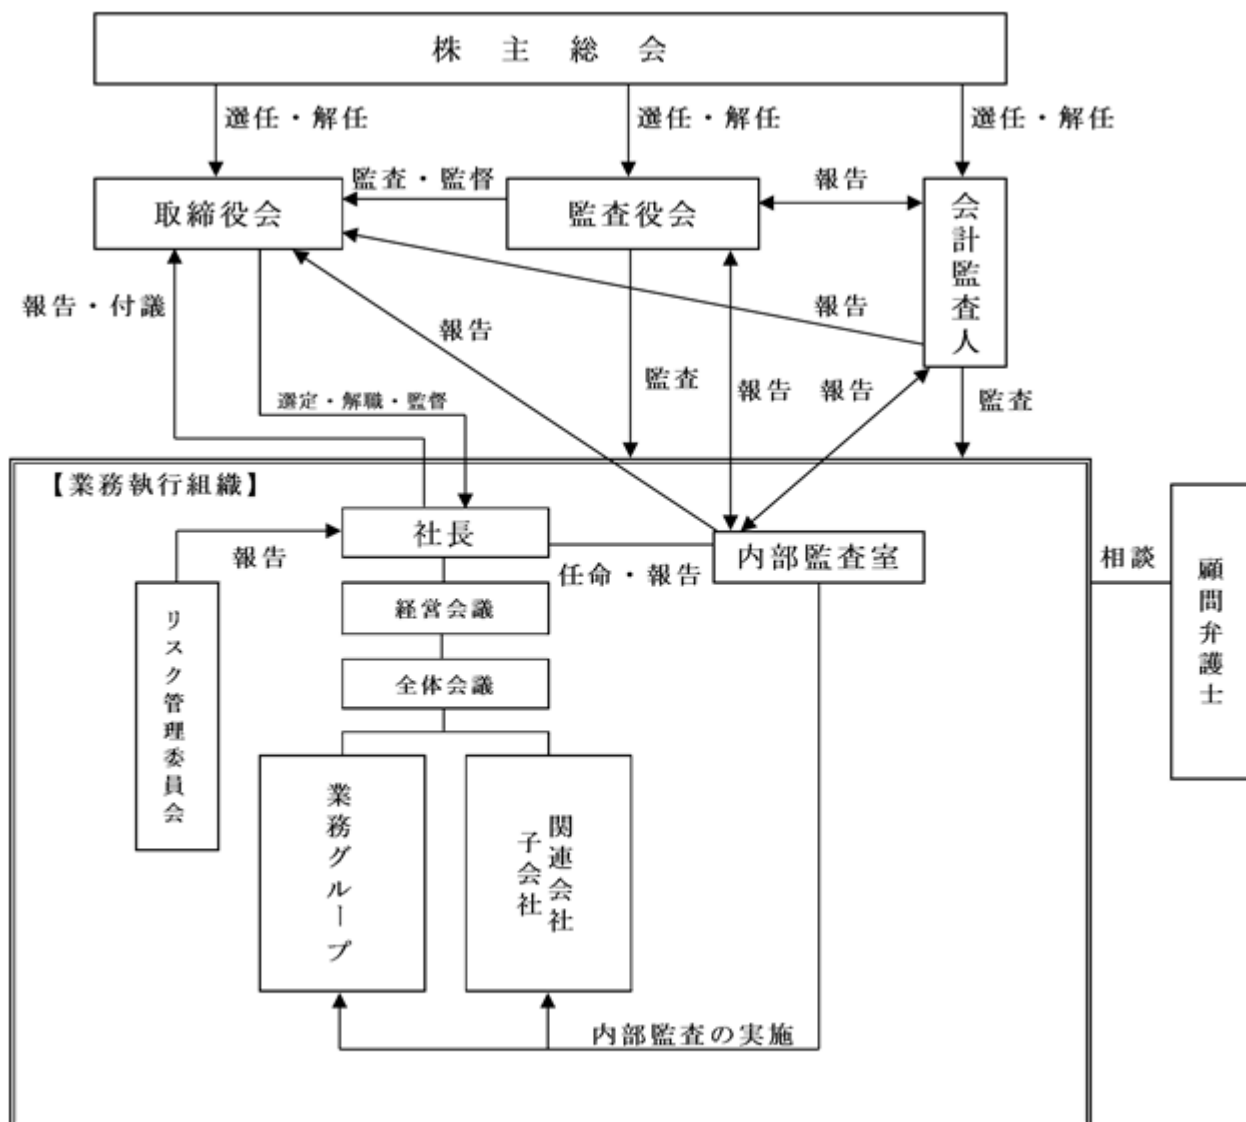 株主総会
選任・解任
選任・解任
選任・解任
取締役会
監査・監督
監査役会
報告
会計監査人
報告・付議
報告
報告
監査
報告
報告
監査
選定・解職・監督
【業務執行組織】
社長
報告
任命・報告
内部監査室
相談
顧問弁護士
リスク管理委員会
経営会議
全体会議
業務グループ
関連会社
子会社
内部監査の実施